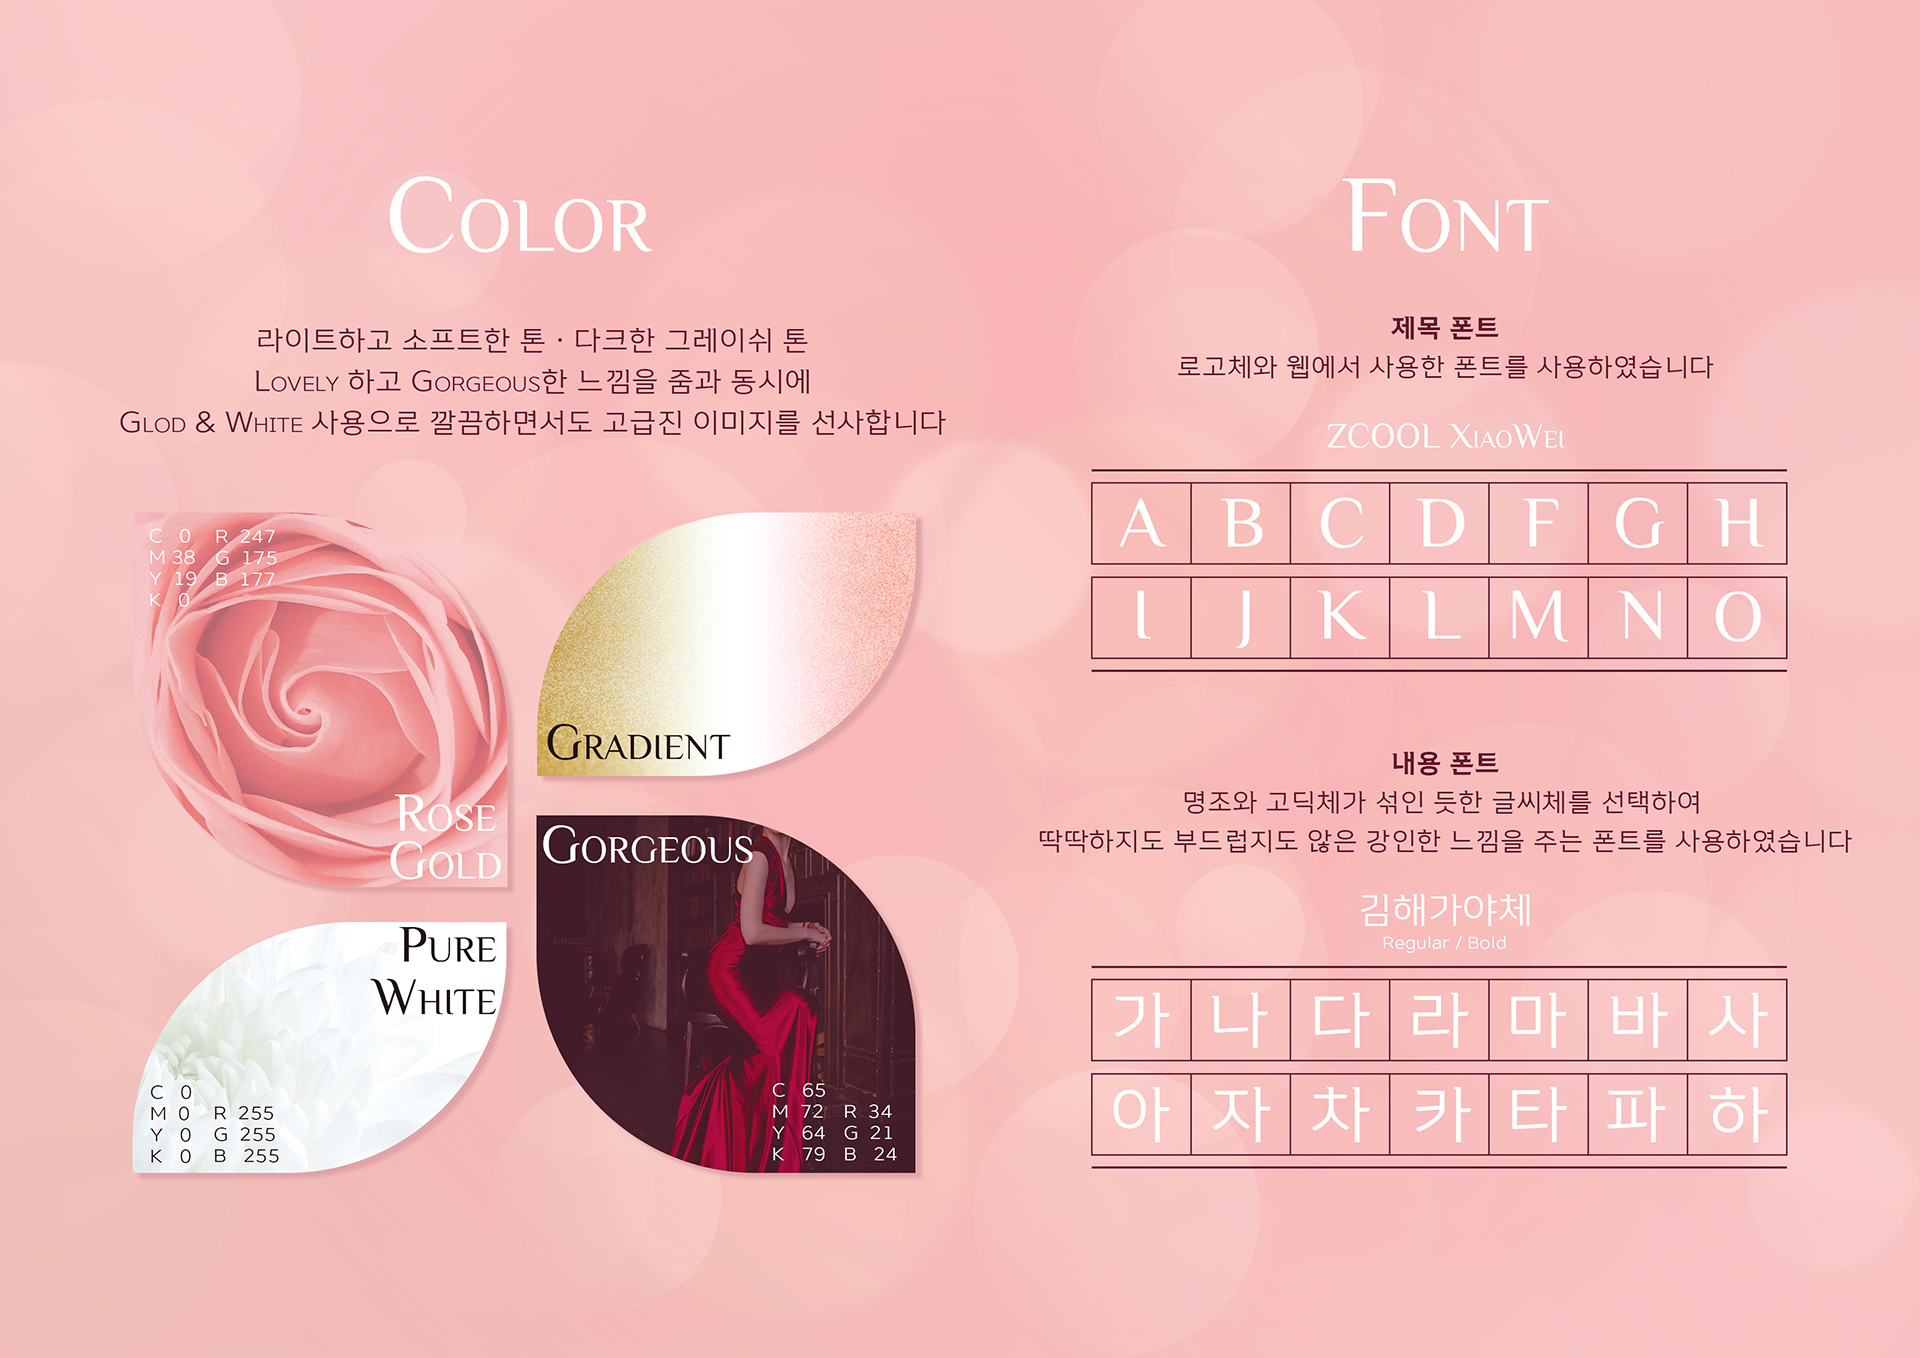 COLOR
라이트하고 소프트한 톤 · 다크한 그레이쉬 톤
LOVELY 하고 GORGEOUS한 느낌을 줌과 동시에
GLOD & WHITE 사용으로 깔끔하면서도 고급진 이미지를 선사합니다
C 0 R 247
M 38 G 175
Y 19 B 177
K 0
ROSE
GOLD
GRADIENT
PURE
WHITE
C 0
M 0 R 255
Y 0 G 255
K 0 B 255
GORGEOUS
C 65
M 72 R 34
Y 64 G 21
K 79 B 24
FONT
제목 폰트
로고체와 웹에서 사용한 폰트를 사용하였습니다
ZCOOL XIAOWEI
A B C D F G H
I J K L M N O
내용 폰트
명조와 고딕체가 섞인 듯한 글씨체를 선택하여
딱딱하지도 부드럽지도 않은 강인한 느낌을 주는 폰트를 사용하였습니다
김해가야체
Regular / Bold
가 나 다 라 마 바 사
아 자 차 카 타 파 하